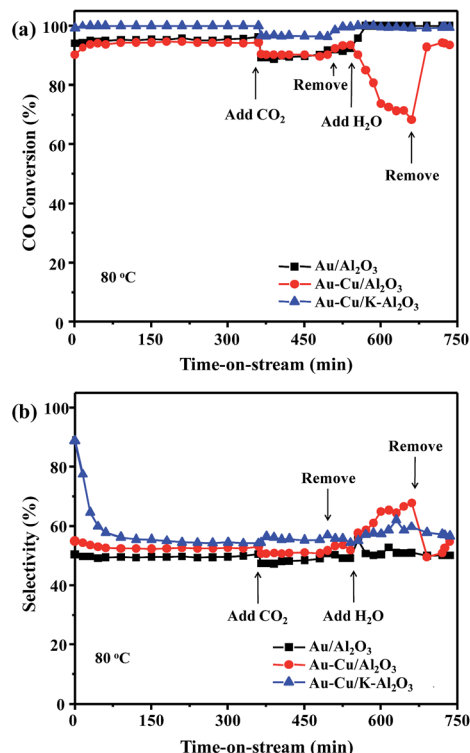 (a)
100
80
60
40
20
0
CO Conversion (%)
Add CO₂
Remove
Add H₂O
Remove
80 °C
Au/Al₂O₃
Au-Cu/Al₂O₃
Au-Cu/K-Al₂O₃
0 150 300 450 600 750
Time-on-stream (min)
(b)
100
80
60
40
20
0
Selectivity (%)
Remove
Remove
Add CO₂
Add H₂O
80 °C
Au/Al₂O₃
Au-Cu/Al₂O₃
Au-Cu/K-Al₂O₃
0 150 300 450 600 750
Time-on-stream (min)